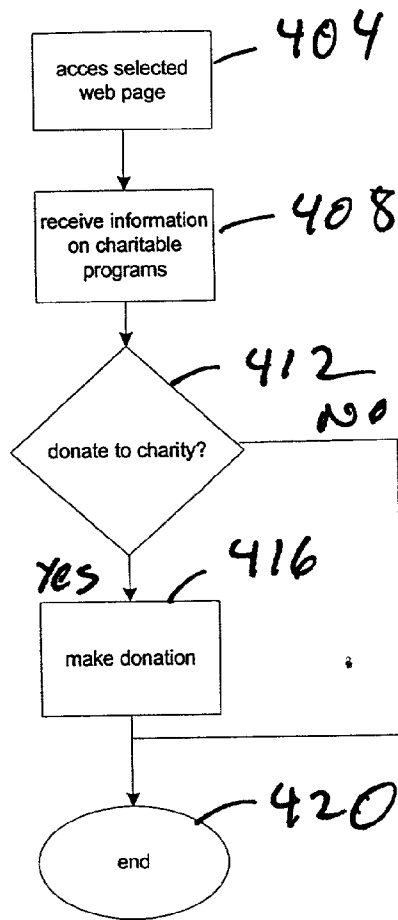 404
acces selected
web page
408
receive information
on charitable
programs
412
No
donate to charity?
Yes
416
make donation
420
end